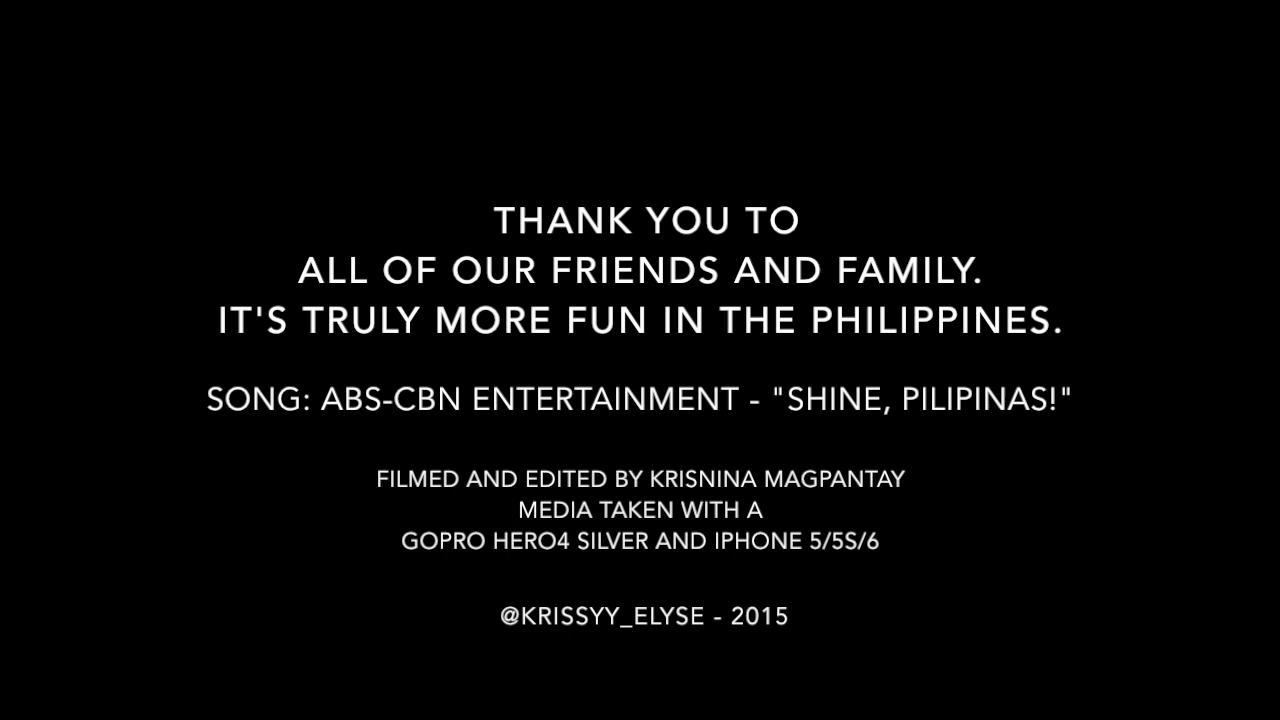 THANK YOU TO
ALL OF OUR FRIENDS AND FAMILY.
IT'S TRULY MORE FUN IN THE PHILIPPINES.
SONG: ABS-CBN ENTERTAINMENT - "SHINE, PILIPINAS!"
FILMED AND EDITED BY KRISNINA MAGPANTAY
MEDIA TAKEN WITH A
GOPRO HERO4 SILVER AND IPHONE 5/5S/6
@KRISSYY_ELYSE - 2015